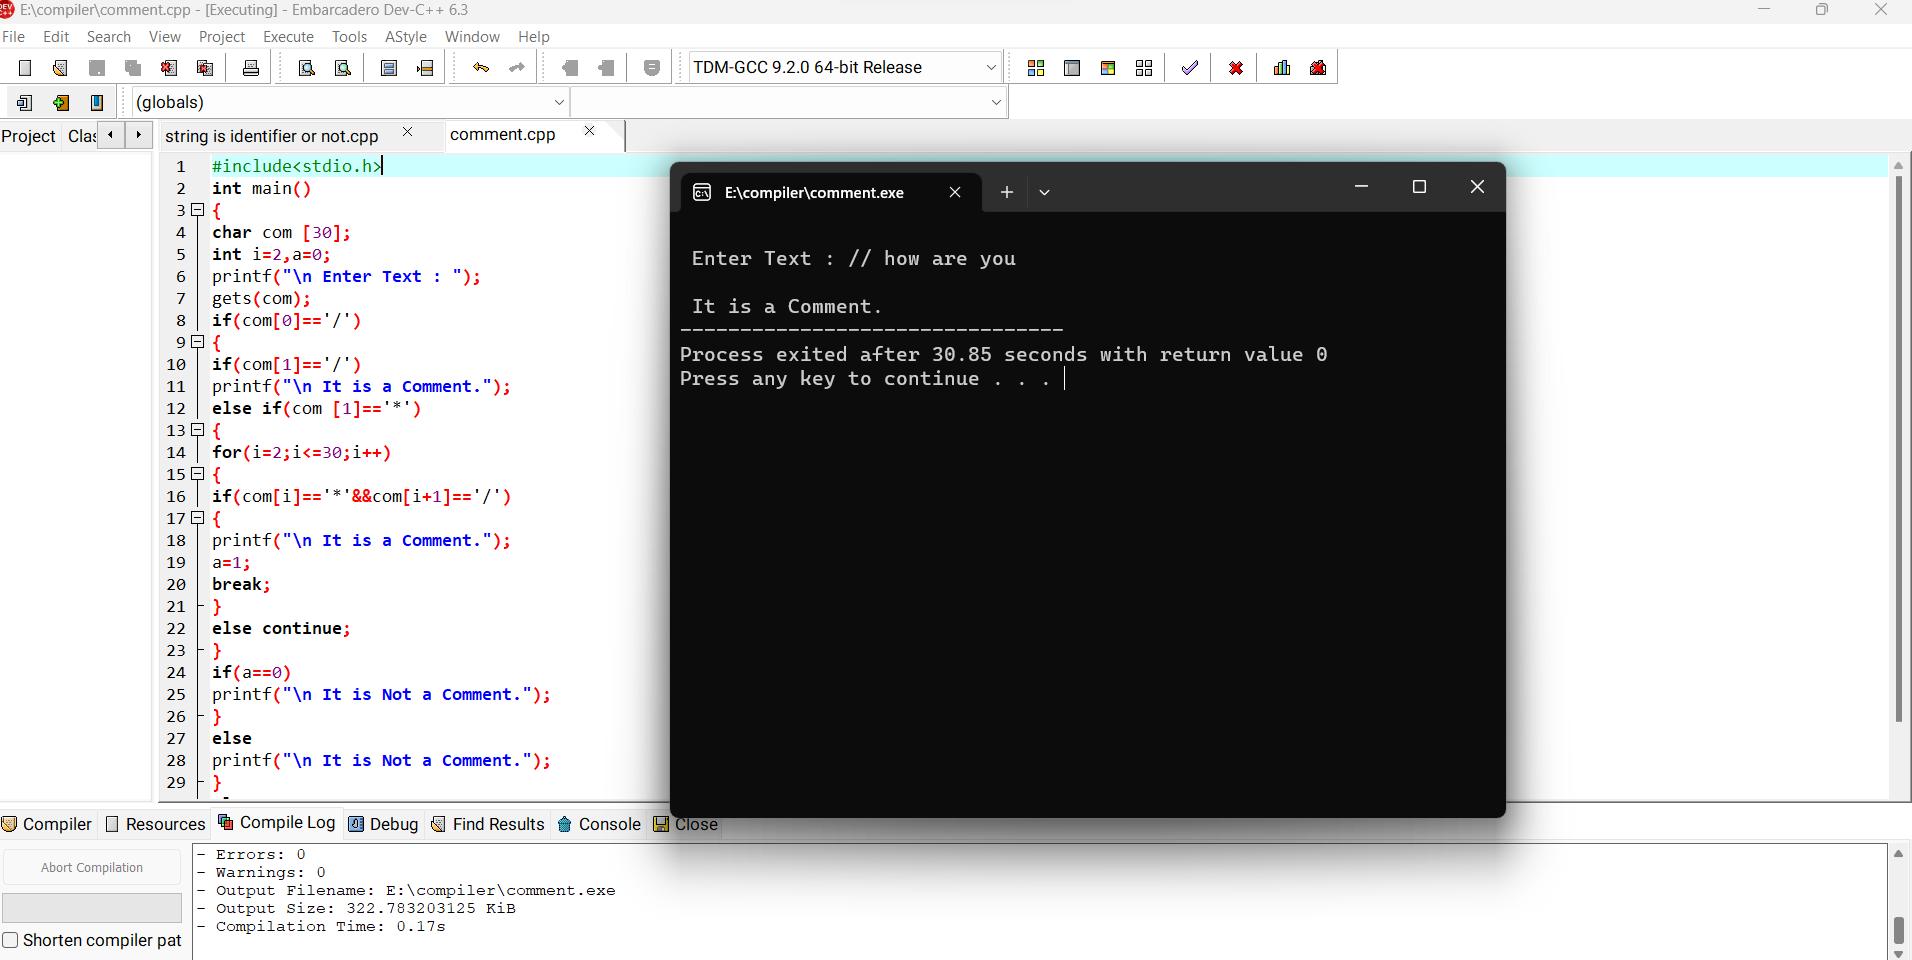 E:\compiler\comment.cpp - [Executing] - Embarcadero Dev-C++ 6.3
File Edit Search View Project Execute Tools AStyle Window Help
TDM-GCC 9.2.0 64-bit Release
(globals)
Project Clas
string is identifier or not.cpp
comment.cpp
1 #include<stdio.h>
2 int main()
3 {
4 char com [30];
5 int i=2,a=0;
6 printf("\n Enter Text : ");
7 gets(com);
8 if(com[0]=='/')
9 {
10 if(com[1]=='/')
11 printf("\n It is a Comment.");
12 else if(com [1]=='*')
13 {
14 for(i=2;i<=30;i++)
15 {
16 if(com[i]=='*'&&com[i+1]=='/')
17 {
18 printf("\n It is a Comment.");
19 a=1;
20 break;
21 }
22 else continue;
23 }
24 if(a==0)
25 printf("\n It is Not a Comment.");
26 }
27 else
28 printf("\n It is Not a Comment.");
29 }
E:\compiler\comment.exe
Enter Text : // how are you
It is a Comment.
--------------------------------
Process exited after 30.85 seconds with return value 0
Press any key to continue . . .
Compiler Resources Compile Log Debug Find Results Console Close
Abort Compilation
Shorten compiler pat
- Errors: 0
- Warnings: 0
- Output Filename: E:\compiler\comment.exe
- Output Size: 322.783203125 KiB
- Compilation Time: 0.17s